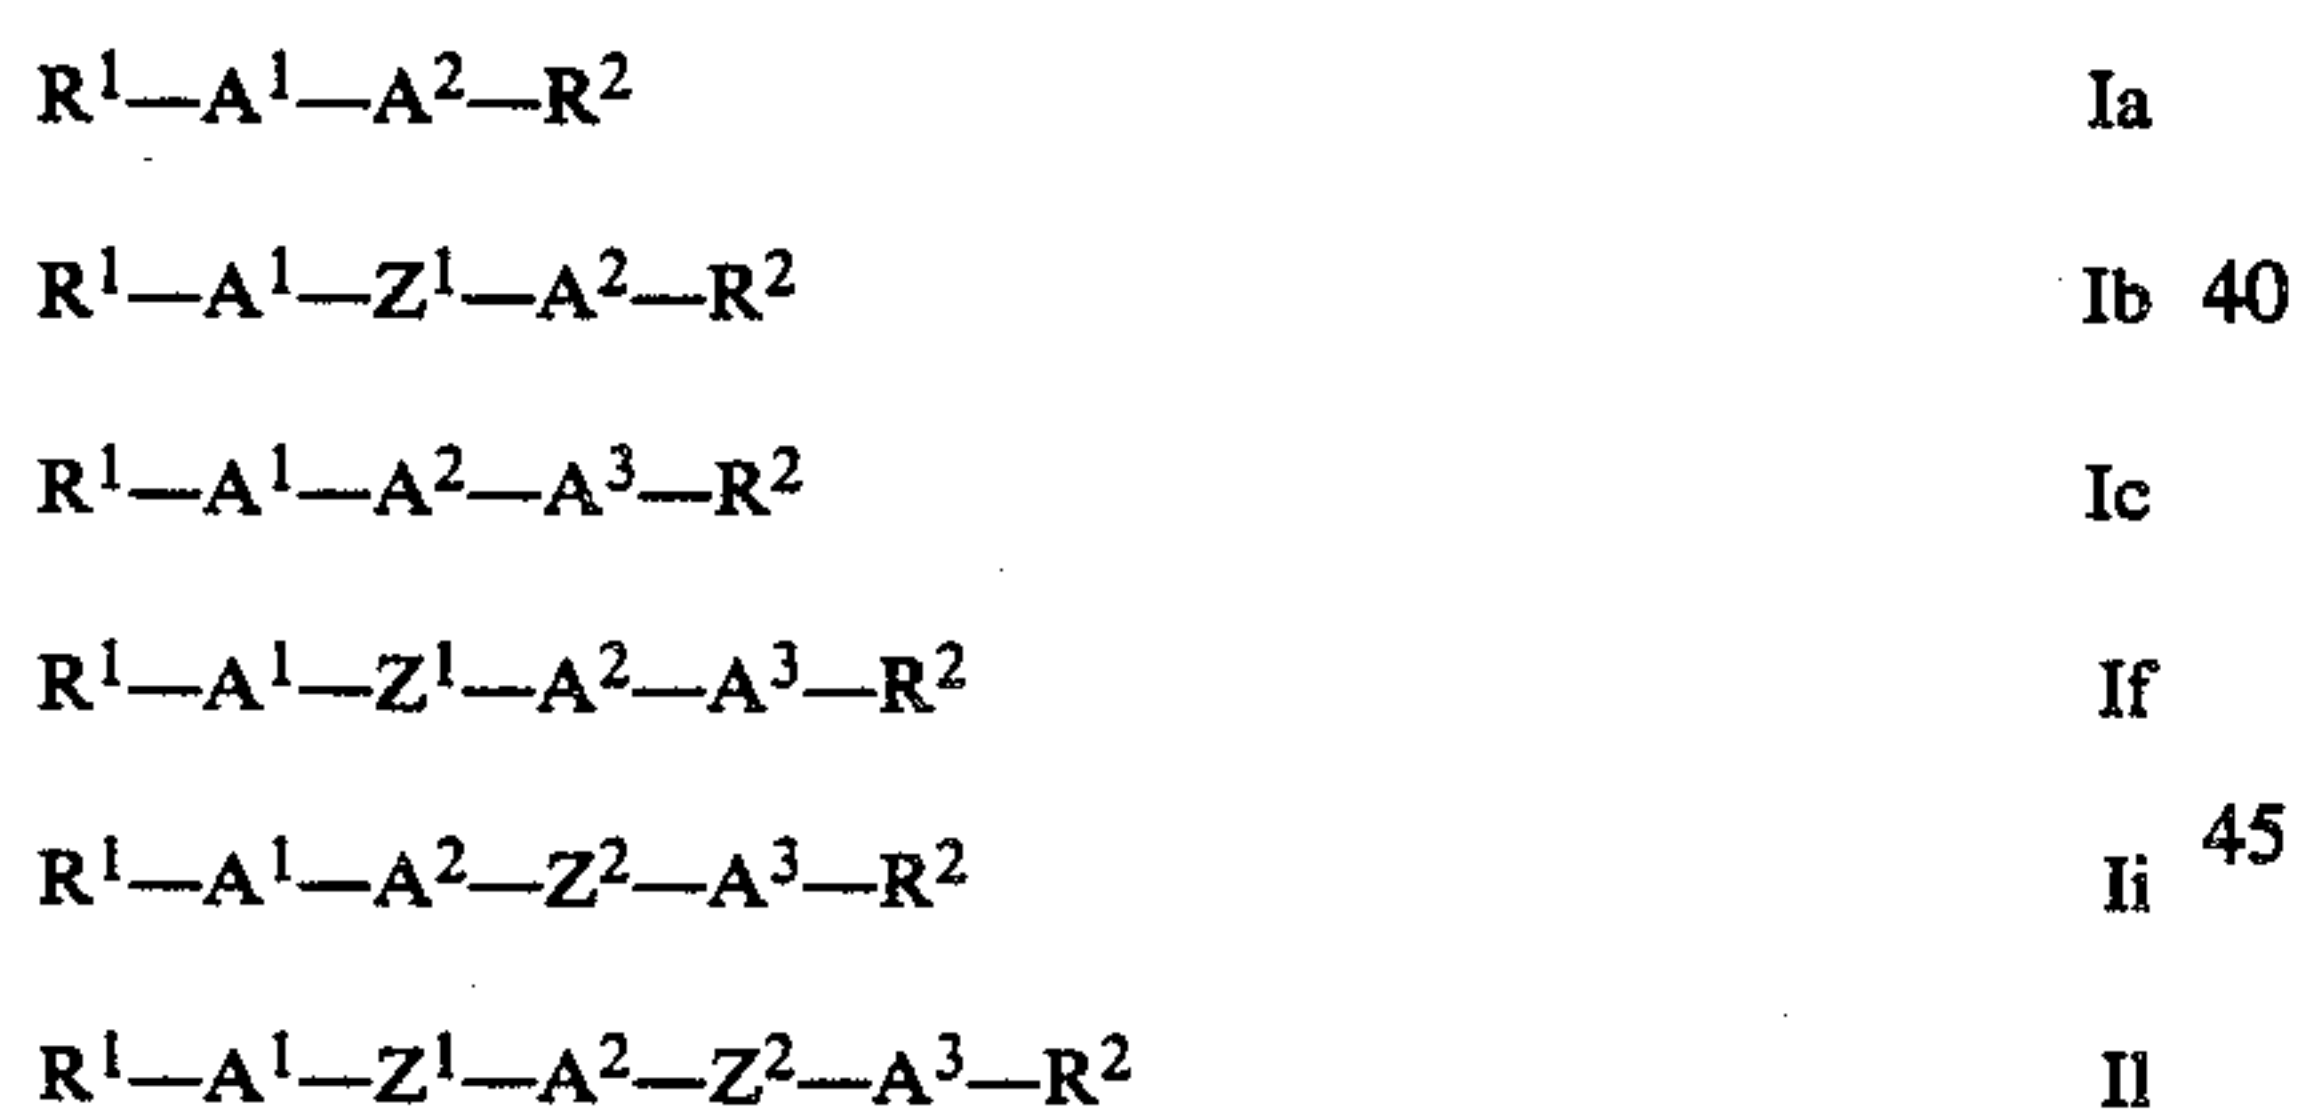 R¹—A¹—A²—R² Ia
R¹—A¹—Z¹—A²—R² Ib 40
R¹—A¹—A²—A³—R² Ic
R¹—A¹—Z¹—A²—A³—R² If
R¹—A¹—A²—Z²—A³—R² Ii 45
R¹—A¹—Z¹—A²—Z²—A³—R² Il